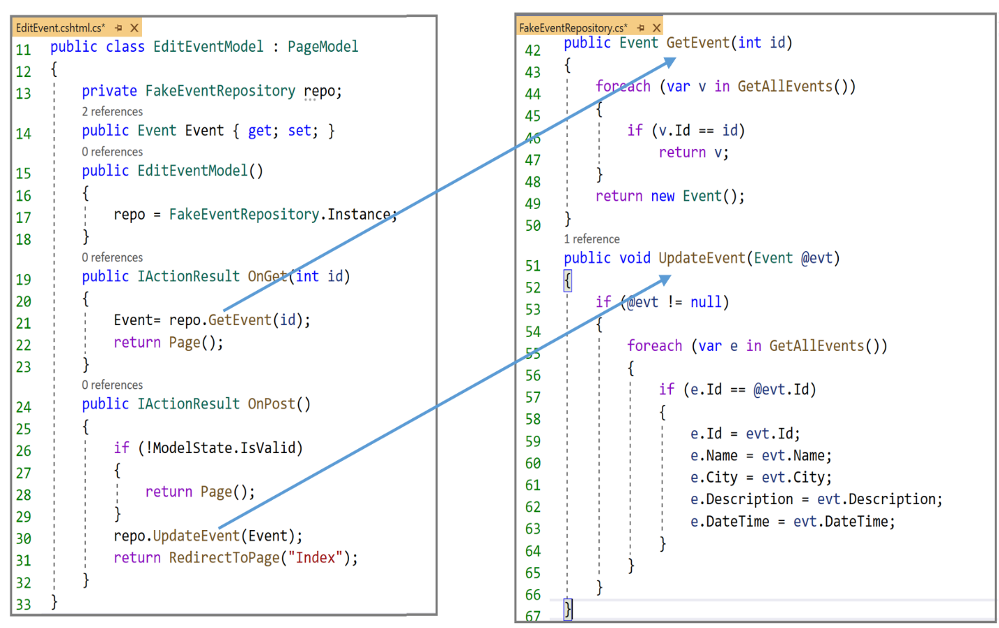 EditEvent.cshtml.cs*
11 public class EditEventModel : PageModel
12 {
13 private FakeEventRepository repo;
2 references
14 public Event Event { get; set; }
0 references
15 public EditEventModel()
16 {
17 repo = FakeEventRepository.Instance;
18 }
0 references
19 public IActionResult OnGet(int id)
20 {
21 Event= repo.GetEvent(id);
22 return Page();
23 }
0 references
24 public IActionResult OnPost()
25 {
26 if (!ModelState.IsValid)
27 {
28 return Page();
29 }
30 repo.UpdateEvent(Event);
31 return RedirectToPage("Index");
32 }
33 }
FakeEventRepository.cs*
42 public Event GetEvent(int id)
43 {
44 foreach (var v in GetAllEvents())
45 {
46 if (v.Id == id)
47 return v;
48 }
49 return new Event();
50 }
1 reference
51 public void UpdateEvent(Event @evt)
52 {
53 if (@evt != null)
54 {
55 foreach (var e in GetAllEvents())
56 {
57 if (e.Id == @evt.Id)
58 {
59 e.Id = evt.Id;
60 e.Name = evt.Name;
61 e.City = evt.City;
62 e.Description = evt.Description;
63 e.DateTime = evt.DateTime;
64 }
65 }
66 }
67 }